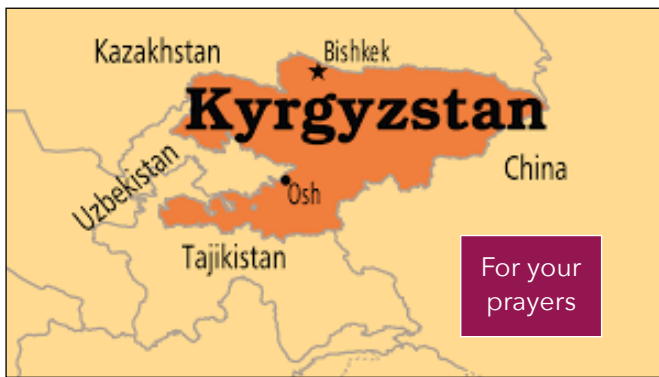 Kazakhstan
Bishkek
Kyrgyzstan
China
Uzbekistan
Osh
Tajikistan
For your
prayers